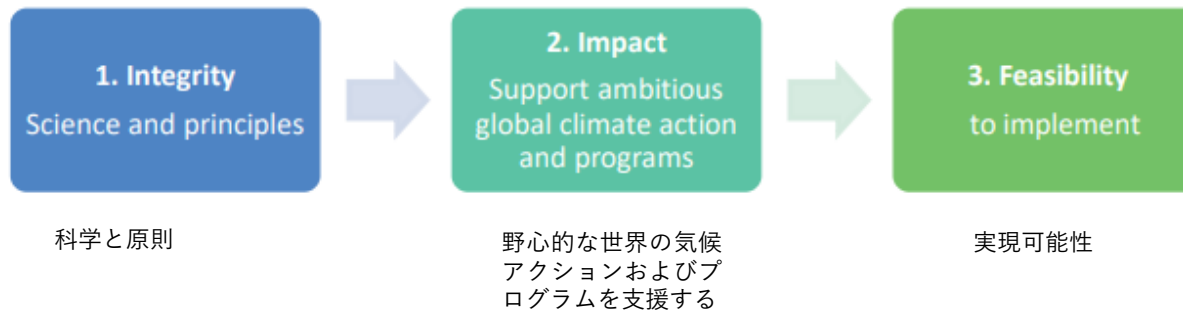 1. Integrity
Science and principles
2. Impact
Support ambitious
global climate action
and programs
3. Feasibility
to implement
科学と原則
野心的な世界の気候
アクションおよびプ
ログラムを支援する
実現可能性